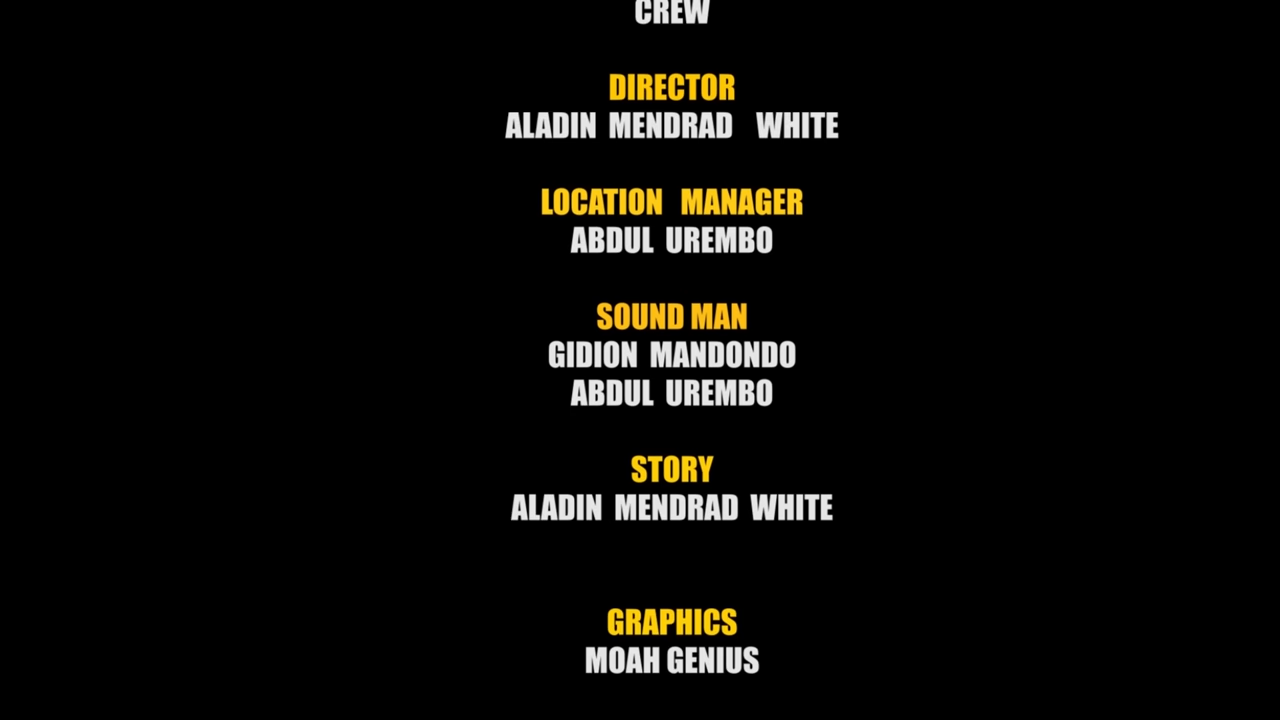 CREW
DIRECTOR
ALADIN MENDRAD WHITE
LOCATION MANAGER
ABDUL UREMBO
SOUND MAN
GIDION MANDONDO
ABDUL UREMBO
STORY
ALADIN MENDRAD WHITE
GRAPHICS
MOAH GENIUS